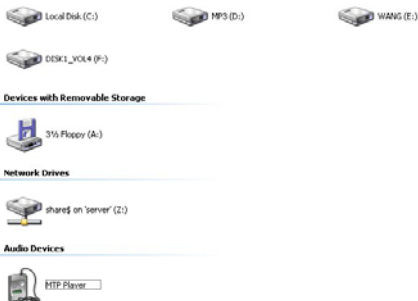 Local Disk (C:)
MP3 (D:)
WANG (E:)
DISK1_VOL4 (F:)
Devices with Removable Storage
3½ Floppy (A:)
Network Drives
share$ on 'server' (Z:)
Audio Devices
MTP Player